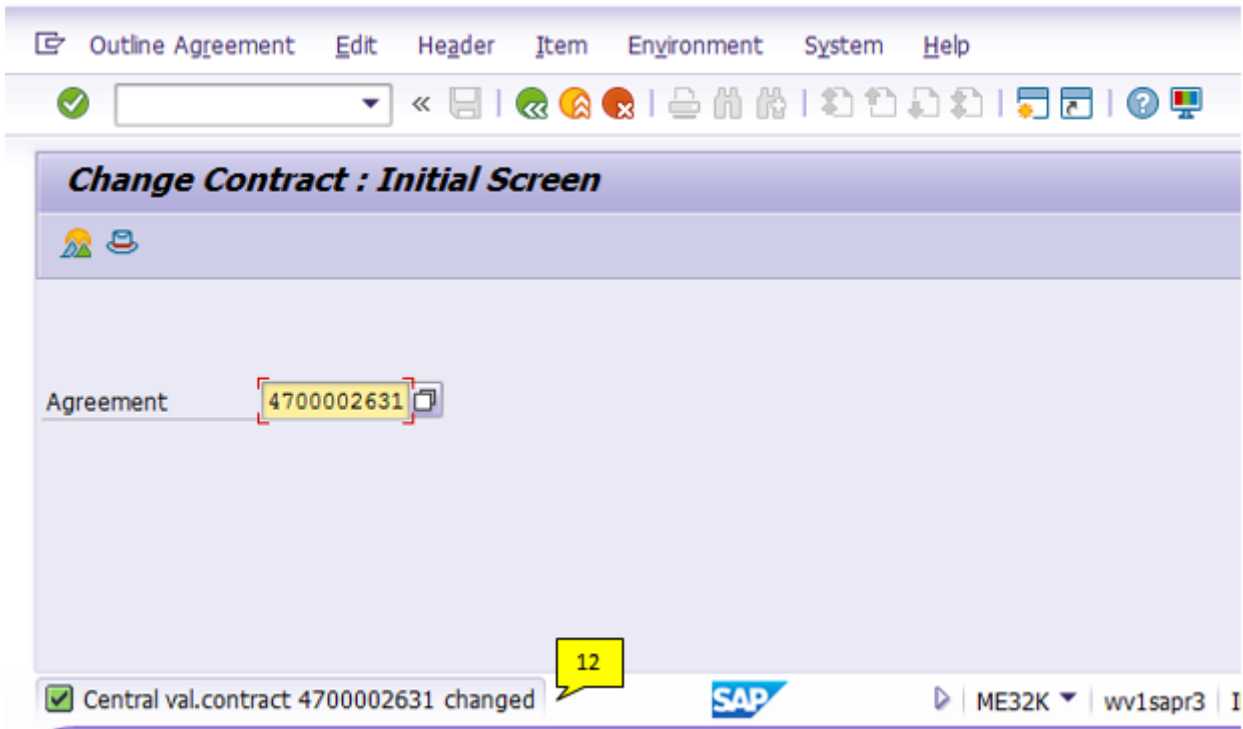 Outline Agreement Edit Header Item Environment System Help
Change Contract : Initial Screen
Agreement 4700002631
12
Central val.contract 4700002631 changed SAP ME32K wv1sapr3 I